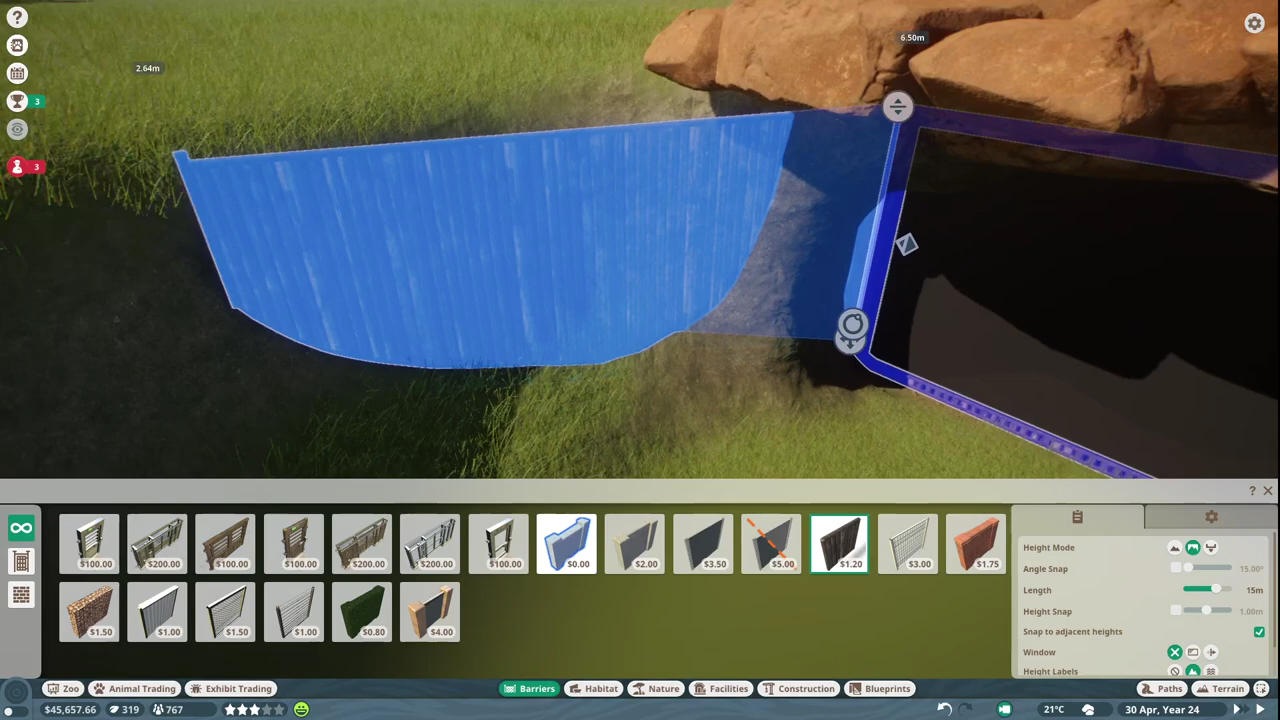 ?
6.50m
2.64m
3
3
? ×
$100.00 $200.00 $100.00 $100.00 $200.00 $200.00 $100.00 $0.00 $2.00 $3.50 $5.00 $1.20 $3.00 $1.75
$1.50 $1.00 $1.50 $1.00 $0.80 $4.00
Height Mode
Angle Snap 15.00°
Length 15m
Height Snap 1.00m
Snap to adjacent heights
Window
Height Labels
Zoo Animal Trading Exhibit Trading Barriers Habitat Nature Facilities Construction Blueprints Paths Terrain
$45,657.66 319 767 21°C 30 Apr, Year 24